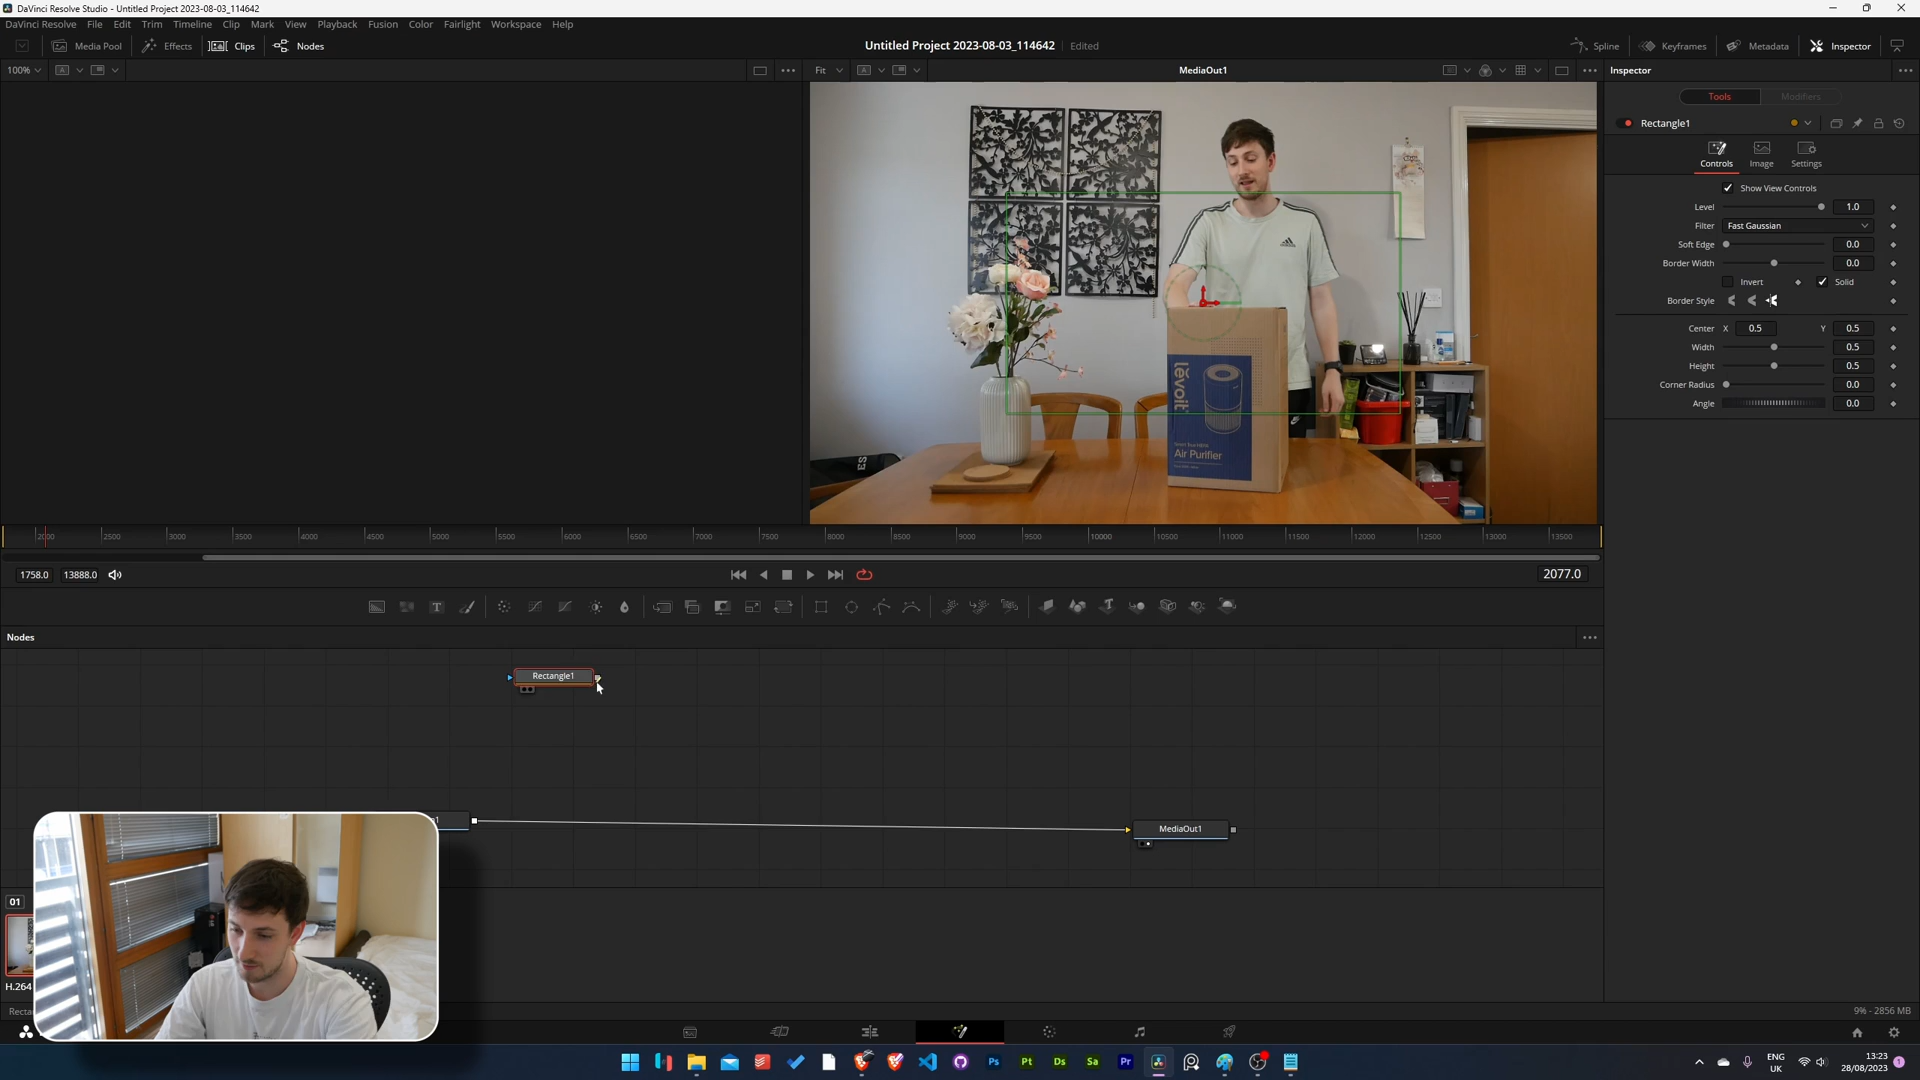 DaVinci Resolve Studio - Untitled Project 2023-08-03_114642
DaVinci Resolve File Edit Trim Timeline Clip Mark View Playback Fusion Color Fairlight Workspace Help
Media Pool Effects Clips Nodes
Untitled Project 2023-08-03_114642 Edited
Spline Keyframes Metadata Inspector
100%
Fit
MediaOut1
Inspector
Tools Modifiers
Rectangle1
Controls Image Settings
Show View Controls
Level 1.0
Filter Fast Gaussian
Soft Edge 0.0
Border Width 0.0
Invert Solid
Border Style
Center X 0.5 Y 0.5
Width 0.5
Height 0.5
Corner Radius 0.0
Angle 0.0
adidas
levoit
Air Purifier
2000 2500 3000 3500 4000 4500 5000 5500 6000 6500 7000 7500 8000 8500 9000 9500 10000 10500 11000 11500 12000 12500 13000 13500
1758.0 13888.0
2077.0
Nodes
Rectangle1
MediaOut1
01
H.264
9% - 2856 MB
Ps Pt Ds Sa Pr
ENG
UK
13:23
28/08/2023
1